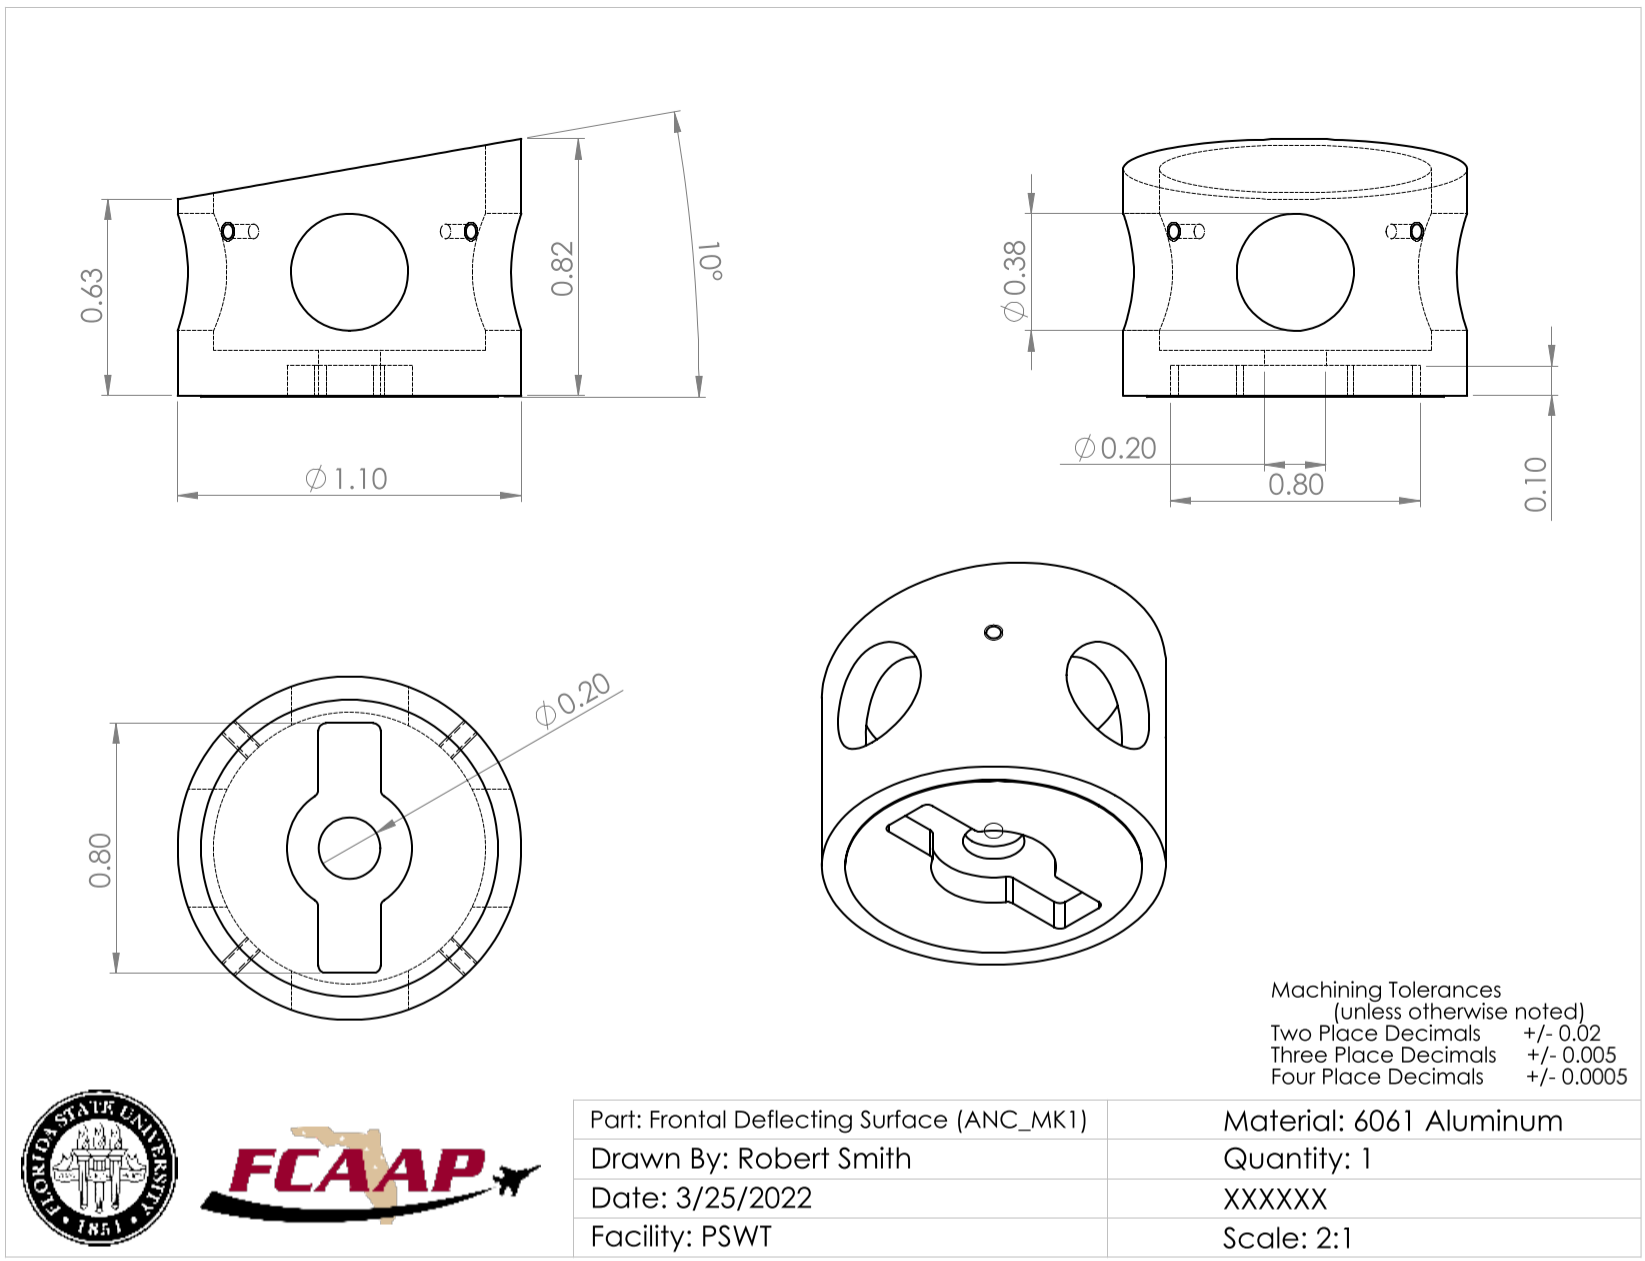 0.63
0.82
10°
∅ 1.10
∅ 0.38
∅ 0.20
0.80
0.10
0.80
∅ 0.20
Machining Tolerances
(unless otherwise noted)
Two Place Decimals +/- 0.02
Three Place Decimals +/- 0.005
Four Place Decimals +/- 0.0005
FLORIDA STATE UNIVERSITY
1851
FCAAP
Part: Frontal Deflecting Surface (ANC_MK1)
Material: 6061 Aluminum
Drawn By: Robert Smith
Quantity: 1
Date: 3/25/2022
XXXXXX
Facility: PSWT
Scale: 2:1